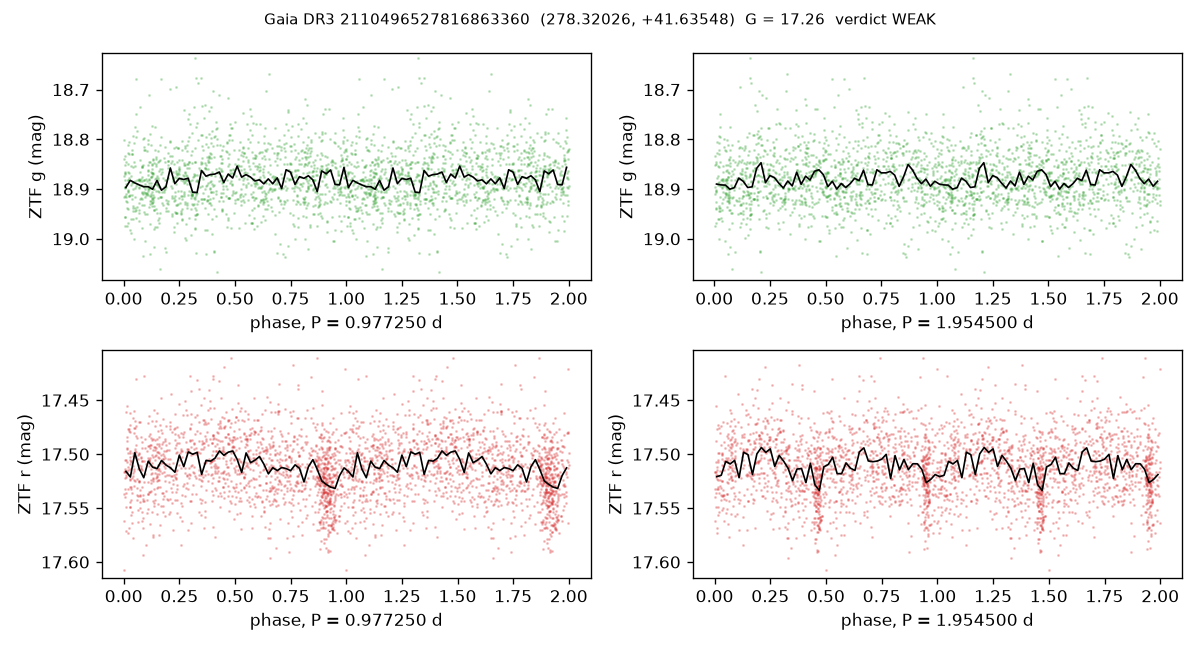 Gaia DR3 2110496527816863360  (278.32026, +41.63548)  G = 17.26  verdict WEAK
ZTF g (mag)
18.7
18.8
18.9
19.0
0.00 0.25 0.50 0.75 1.00 1.25 1.50 1.75 2.00
phase, P = 0.977250 d
ZTF g (mag)
18.7
18.8
18.9
19.0
0.00 0.25 0.50 0.75 1.00 1.25 1.50 1.75 2.00
phase, P = 1.954500 d
ZTF r (mag)
17.45
17.50
17.55
17.60
0.00 0.25 0.50 0.75 1.00 1.25 1.50 1.75 2.00
phase, P = 0.977250 d
ZTF r (mag)
17.45
17.50
17.55
17.60
0.00 0.25 0.50 0.75 1.00 1.25 1.50 1.75 2.00
phase, P = 1.954500 d